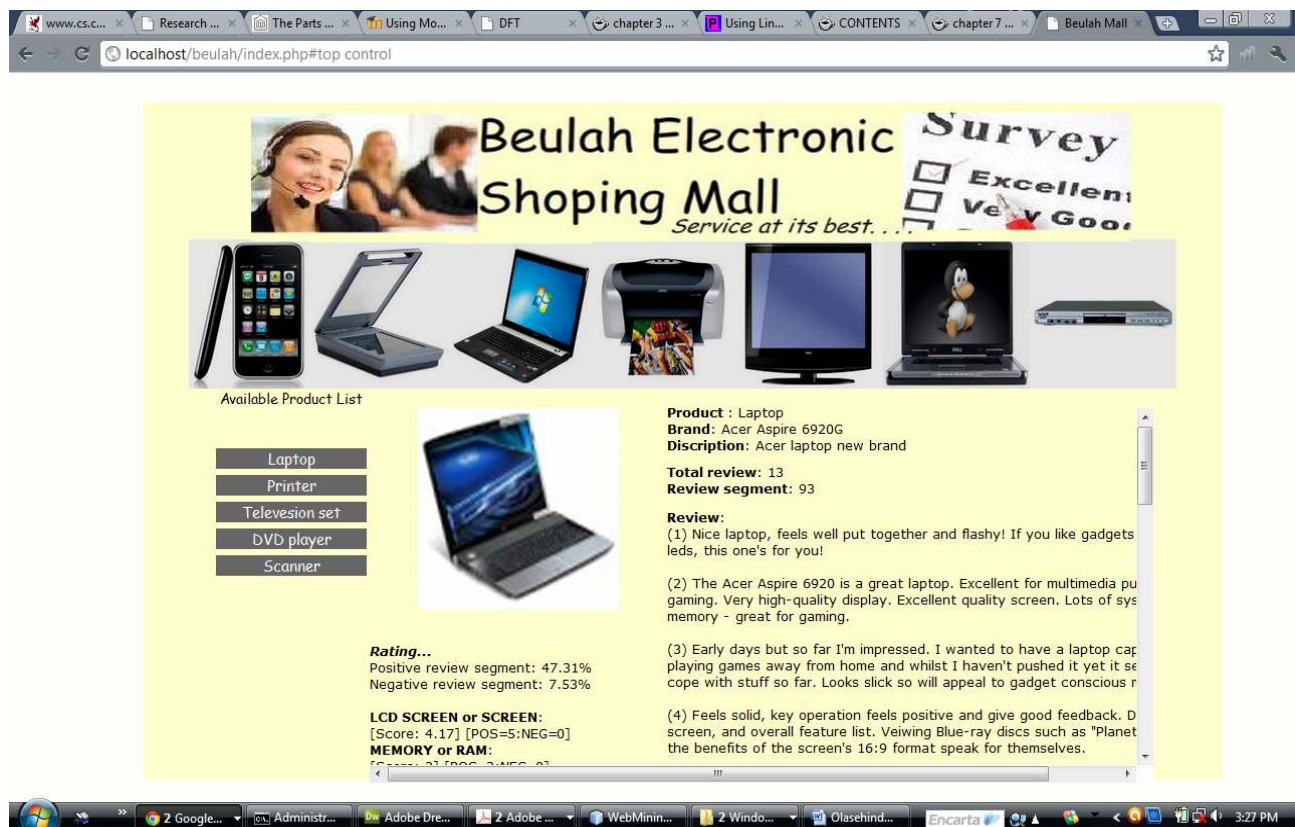 www.cs.c...
Research ...
The Parts ...
Using Mo...
DFT
chapter 3 ...
Using Lin...
CONTENTS
chapter 7 ...
Beulah Mall
localhost/beulah/index.php#top control
Beulah Electronic
Shoping Mall
Service at its best. . . .
Survey
Excellent
Very Good
Available Product List
Laptop
Printer
Televesion set
DVD player
Scanner
Rating...
Positive review segment: 47.31%
Negative review segment: 7.53%
LCD SCREEN or SCREEN:
[Score: 4.17] [POS=5:NEG=0]
MEMORY or RAM:
Product : Laptop
Brand: Acer Aspire 6920G
Discription: Acer laptop new brand
Total review: 13
Review segment: 93
Review:
(1) Nice laptop, feels well put together and flashy! If you like gadgets
leds, this one's for you!
(2) The Acer Aspire 6920 is a great laptop. Excellent for multimedia pu
gaming. Very high-quality display. Excellent quality screen. Lots of sys
memory - great for gaming.
(3) Early days but so far I'm impressed. I wanted to have a laptop cap
playing games away from home and whilst I haven't pushed it yet it se
cope with stuff so far. Looks slick so will appeal to gadget conscious
(4) Feels solid, key operation feels positive and give good feedback. D
screen, and overall feature list. Veiwing Blue-ray discs such as "Planet
the benefits of the screen's 16:9 format speak for themselves.
2 Google...
Administr...
Adobe Dre...
2 Adobe ...
WebMinin...
2 Windo...
Olasehind...
Encarta
3:27 PM